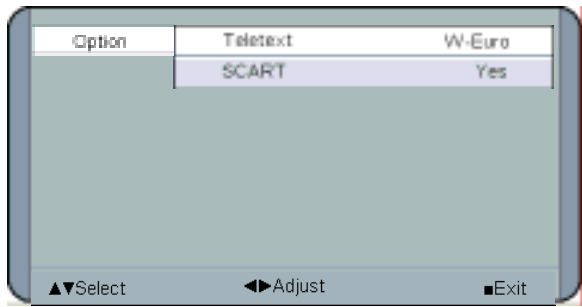 Option Teletext W-Euro
SCART Yes
▲▼Select ◀▶Adjust ■Exit